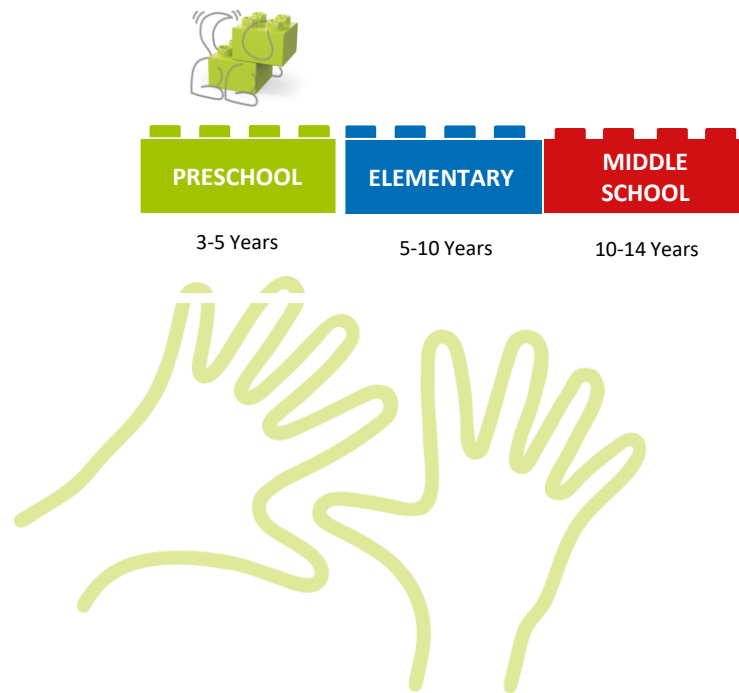 PRESCHOOL
ELEMENTARY
MIDDLE
SCHOOL
3-5 Years
5-10 Years
10-14 Years